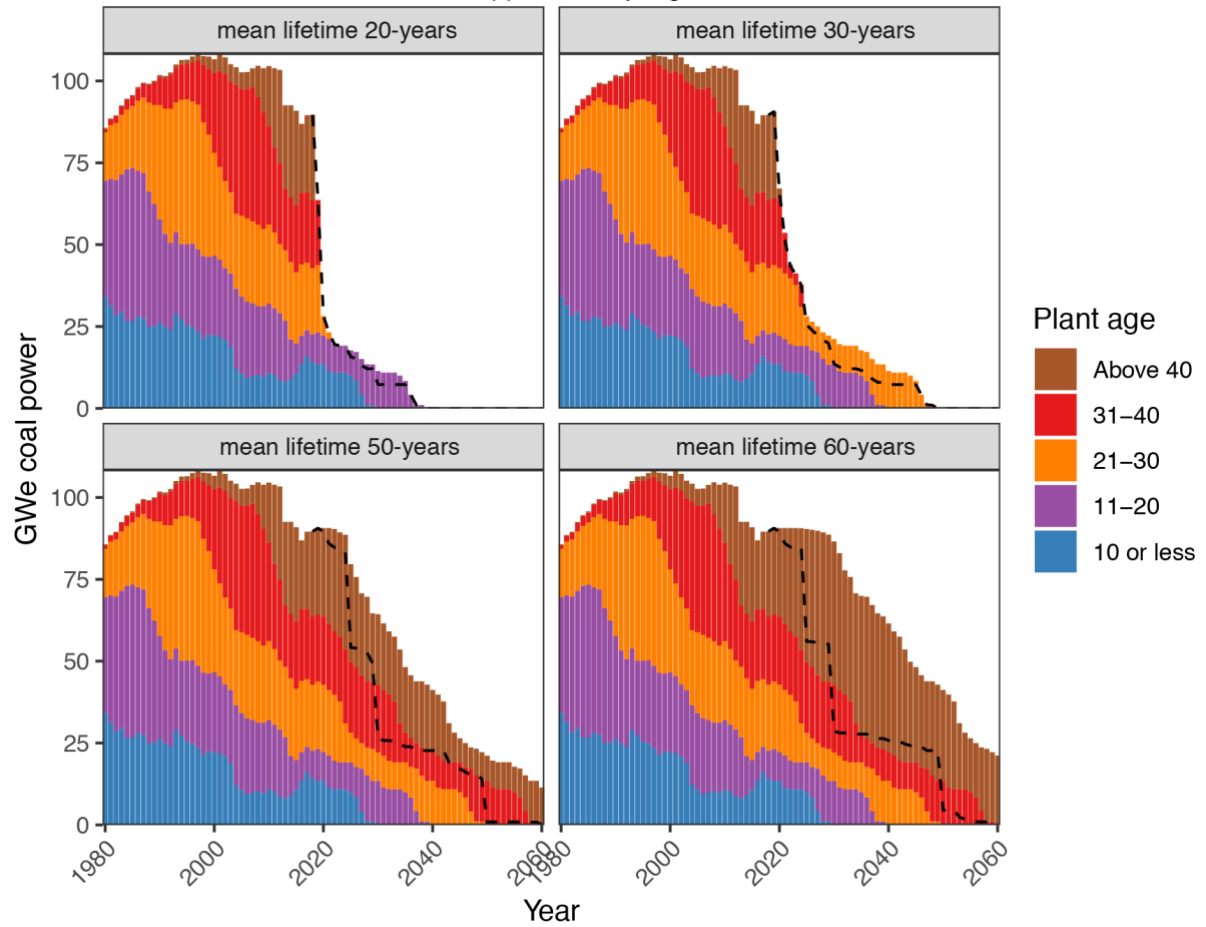 mean lifetime 20-years
mean lifetime 30-years
100
75
50
25
0
mean lifetime 50-years
mean lifetime 60-years
100
75
50
25
0
1980
2000
2020
2040
2060
1980
2000
2020
2040
2060
GWe coal power
Year
Plant age
Above 40
31–40
21–30
11–20
10 or less